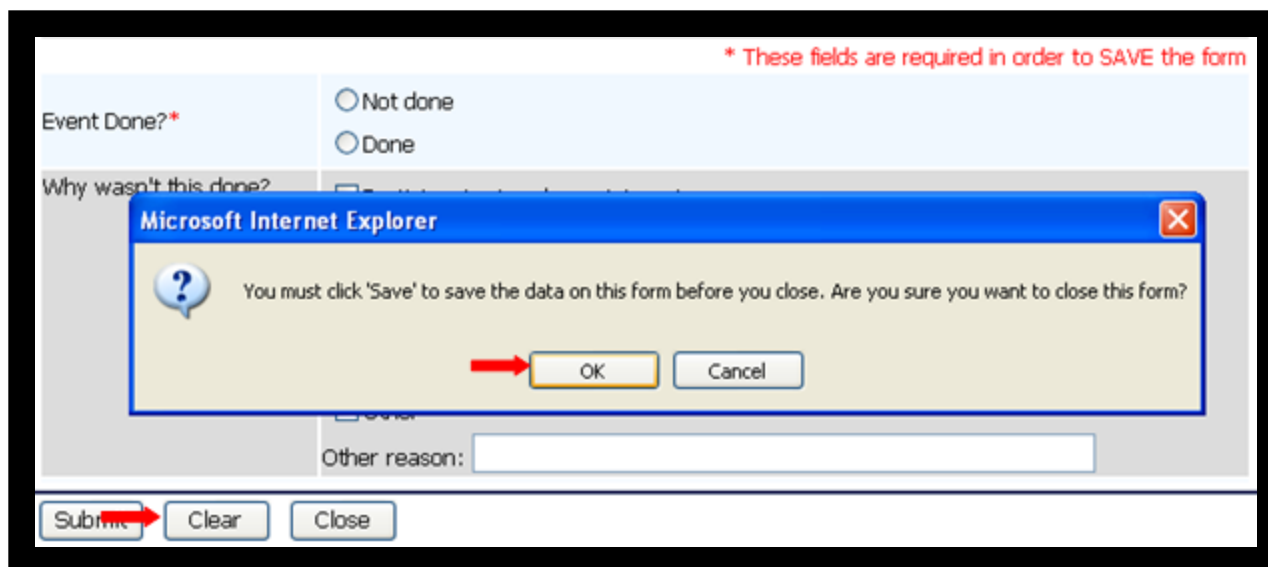 * These fields are required in order to SAVE the form
Event Done?*
Not done
Done
Why wasn't this done?
Microsoft Internet Explorer
You must click 'Save' to save the data on this form before you close. Are you sure you want to close this form?
OK Cancel
Other
Other reason:
Submit Clear Close